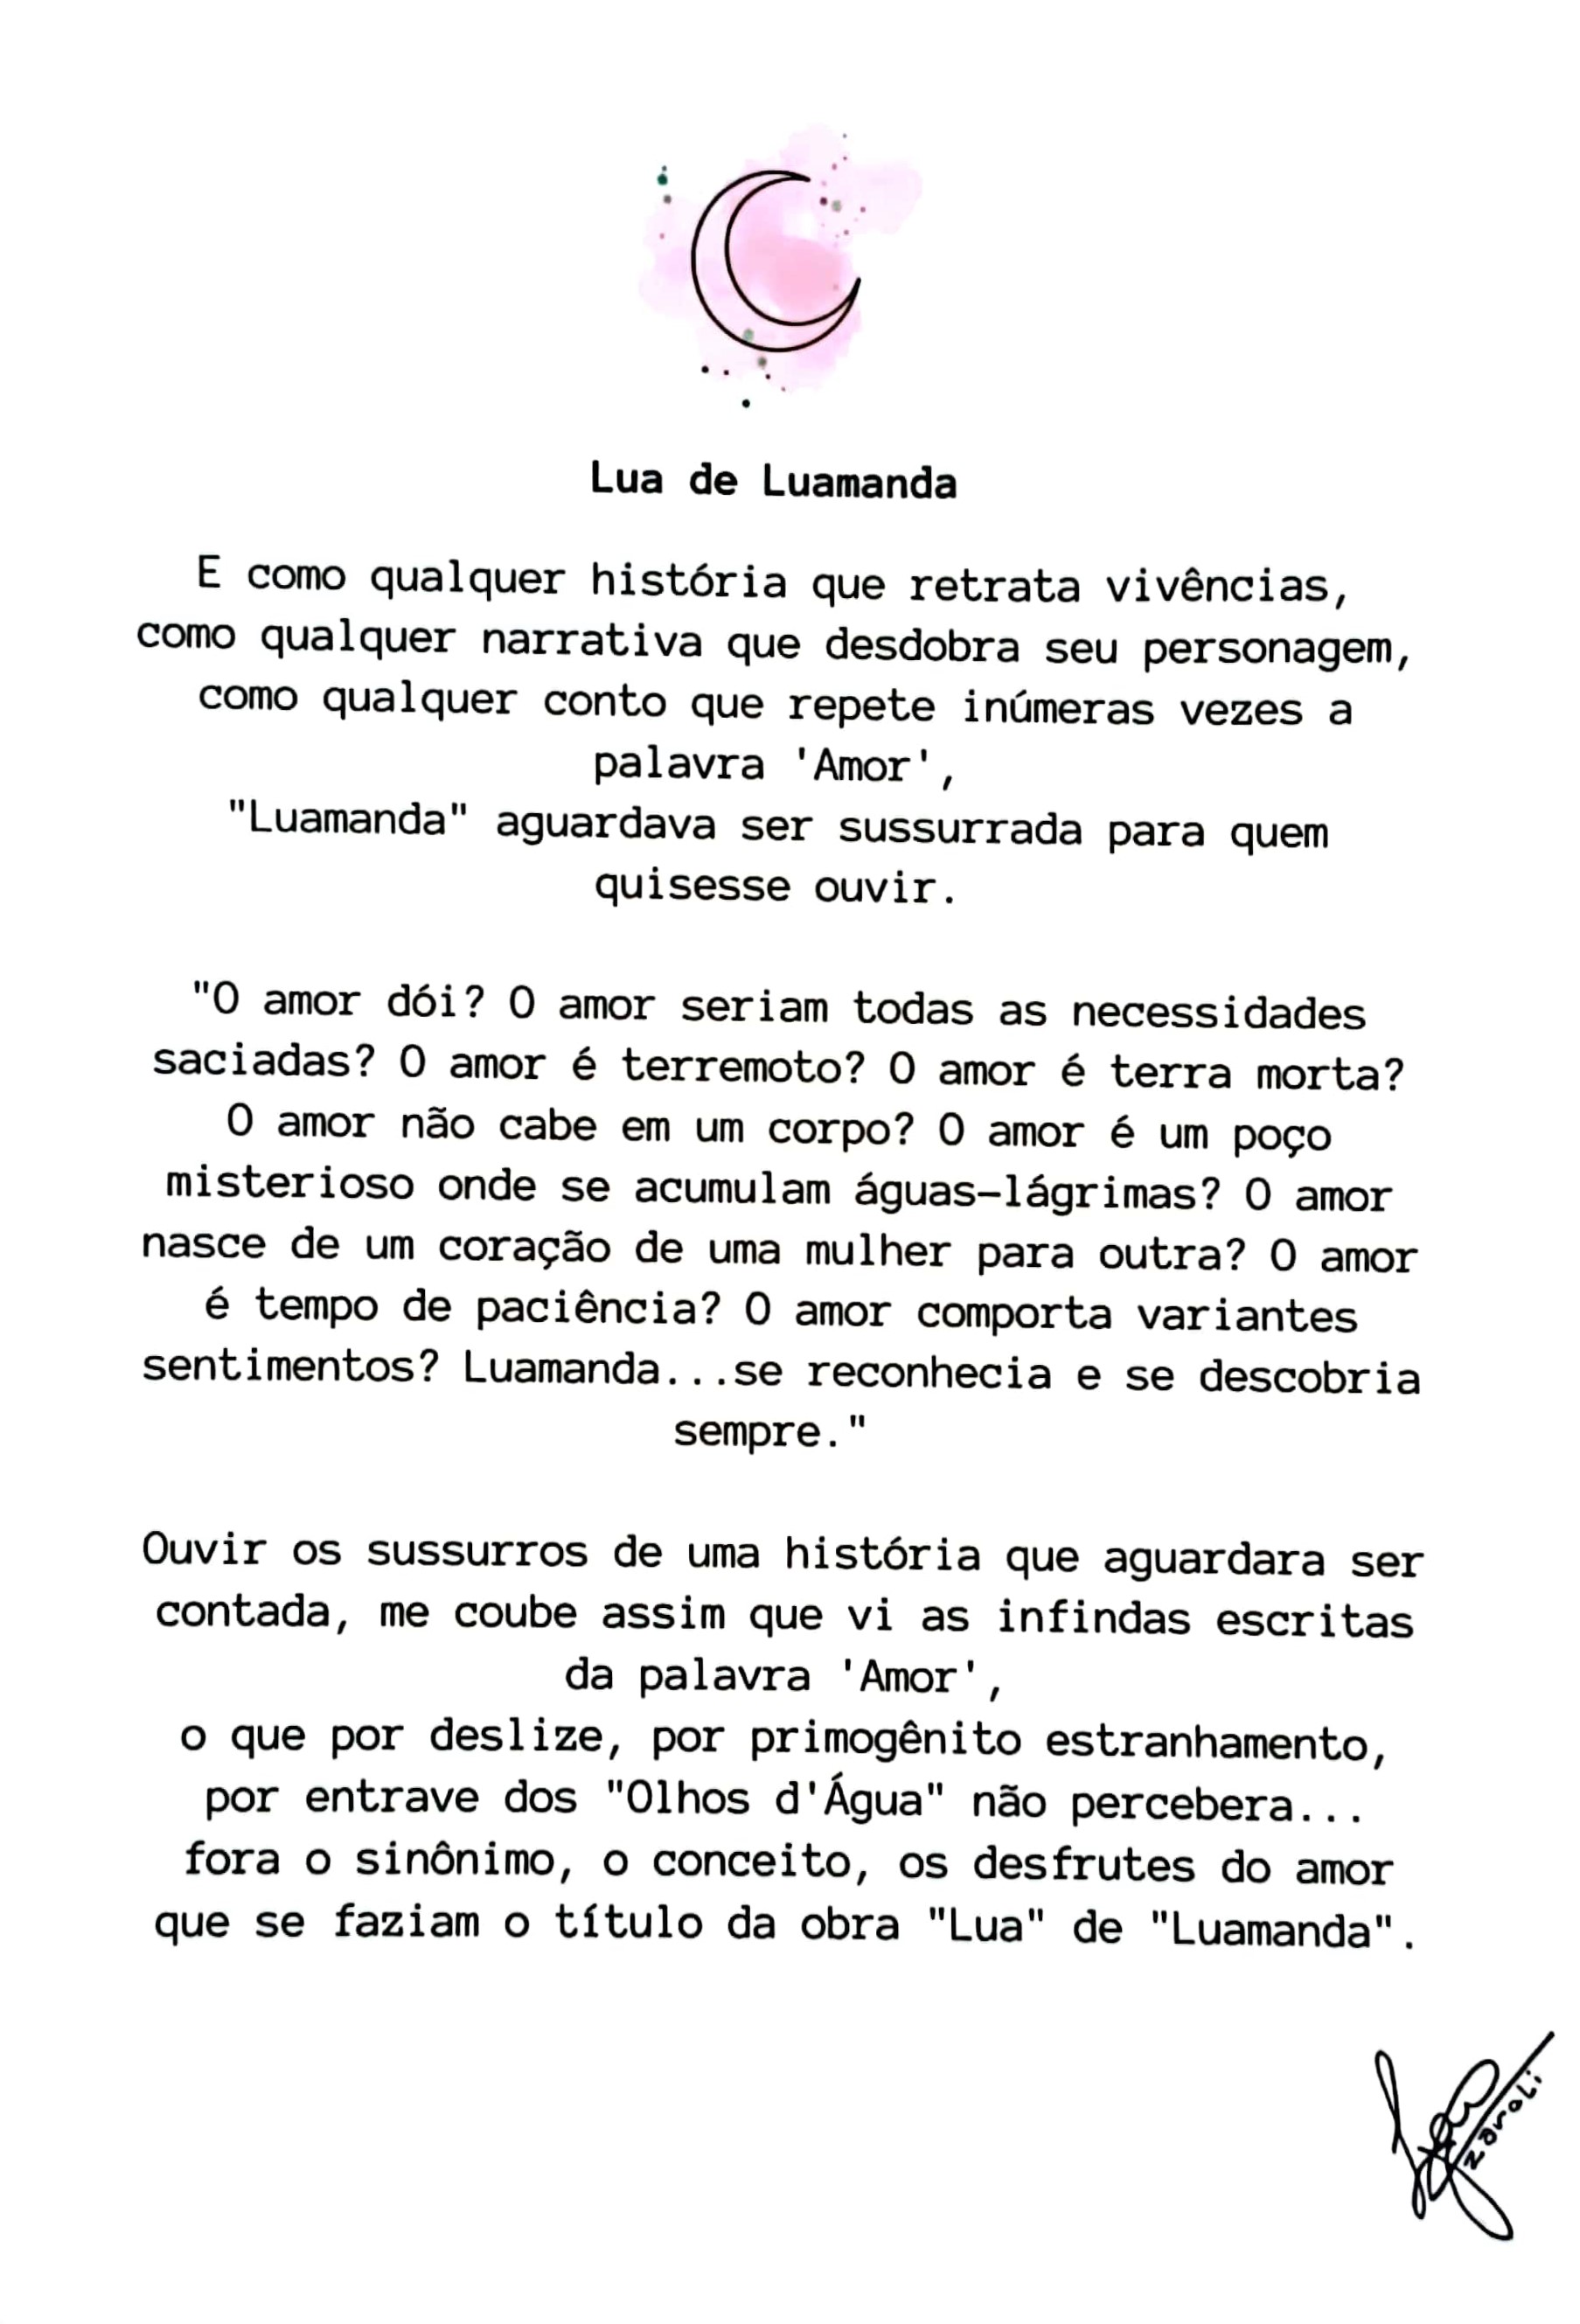 Lua de Luamanda
E como qualquer história que retrata vivências,
como qualquer narrativa que desdobra seu personagem,
como qualquer conto que repete inúmeras vezes a
palavra 'Amor',
"Luamanda" aguardava ser sussurrada para quem
quisesse ouvir.
"O amor dói? O amor seriam todas as necessidades
saciadas? O amor é terremoto? O amor é terra morta?
O amor não cabe em um corpo? O amor é um poço
misterioso onde se acumulam águas-lágrimas? O amor
nasce de um coração de uma mulher para outra? O amor
é tempo de paciência? O amor comporta variantes
sentimentos? Luamanda...se reconhecia e se descobria
sempre."
Ouvir os sussurros de uma história que aguardara ser
contada, me coube assim que vi as infindas escritas
da palavra 'Amor',
o que por deslize, por primogênito estranhamento,
por entrave dos "Olhos d'Água" não percebera...
fora o sinônimo, o conceito, os desfrutes do amor
que se faziam o título da obra "Lua" de "Luamanda".
zaroli